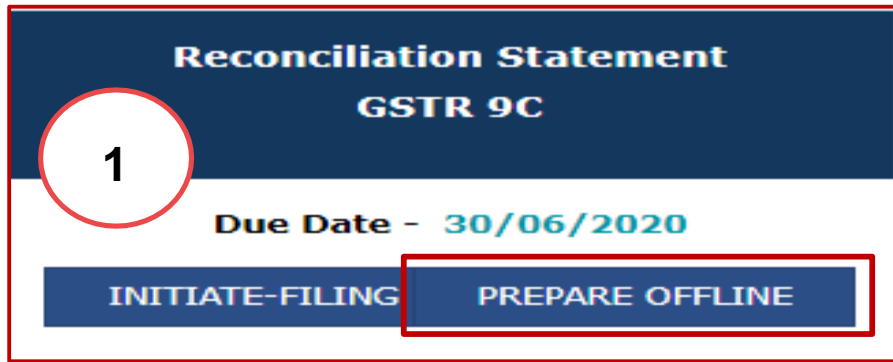 Reconciliation Statement
GSTR 9C
1
Due Date - 30/06/2020
INITIATE-FILING PREPARE OFFLINE